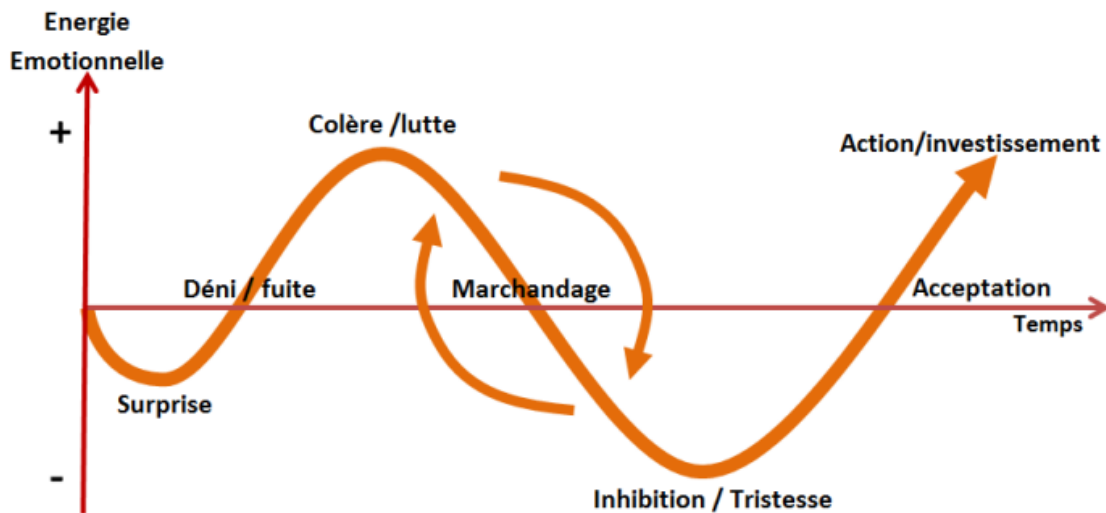 Energie
Emotionnelle
+
Colère /lutte
Action/investissement
Déni / fuite
Marchandage
Acceptation
Temps
Surprise
-
Inhibition / Tristesse